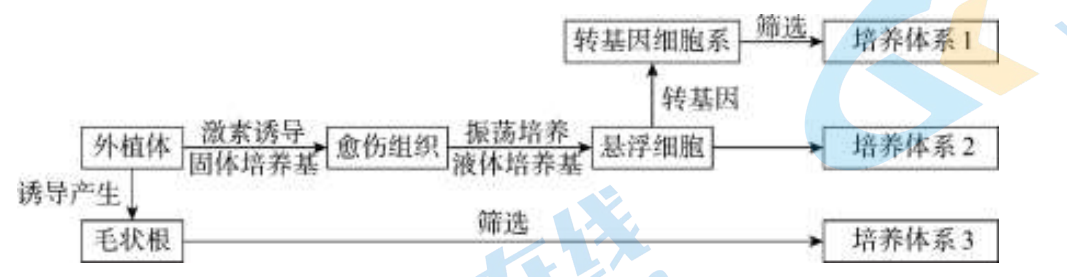 转基因细胞系 筛选 培养体系1
转基因
外植体 激素诱导 愈伤组织 振荡培养 悬浮细胞 培养体系2
固体培养基 液体培养基
诱导产生
毛状根 筛选 培养体系3
在线